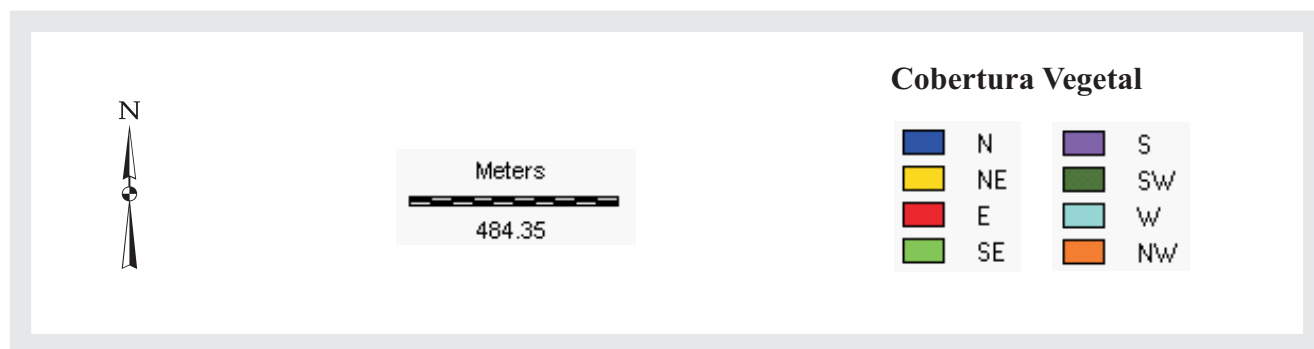 N
Meters
484.35
Cobertura Vegetal
N
NE
E
SE
S
SW
W
NW